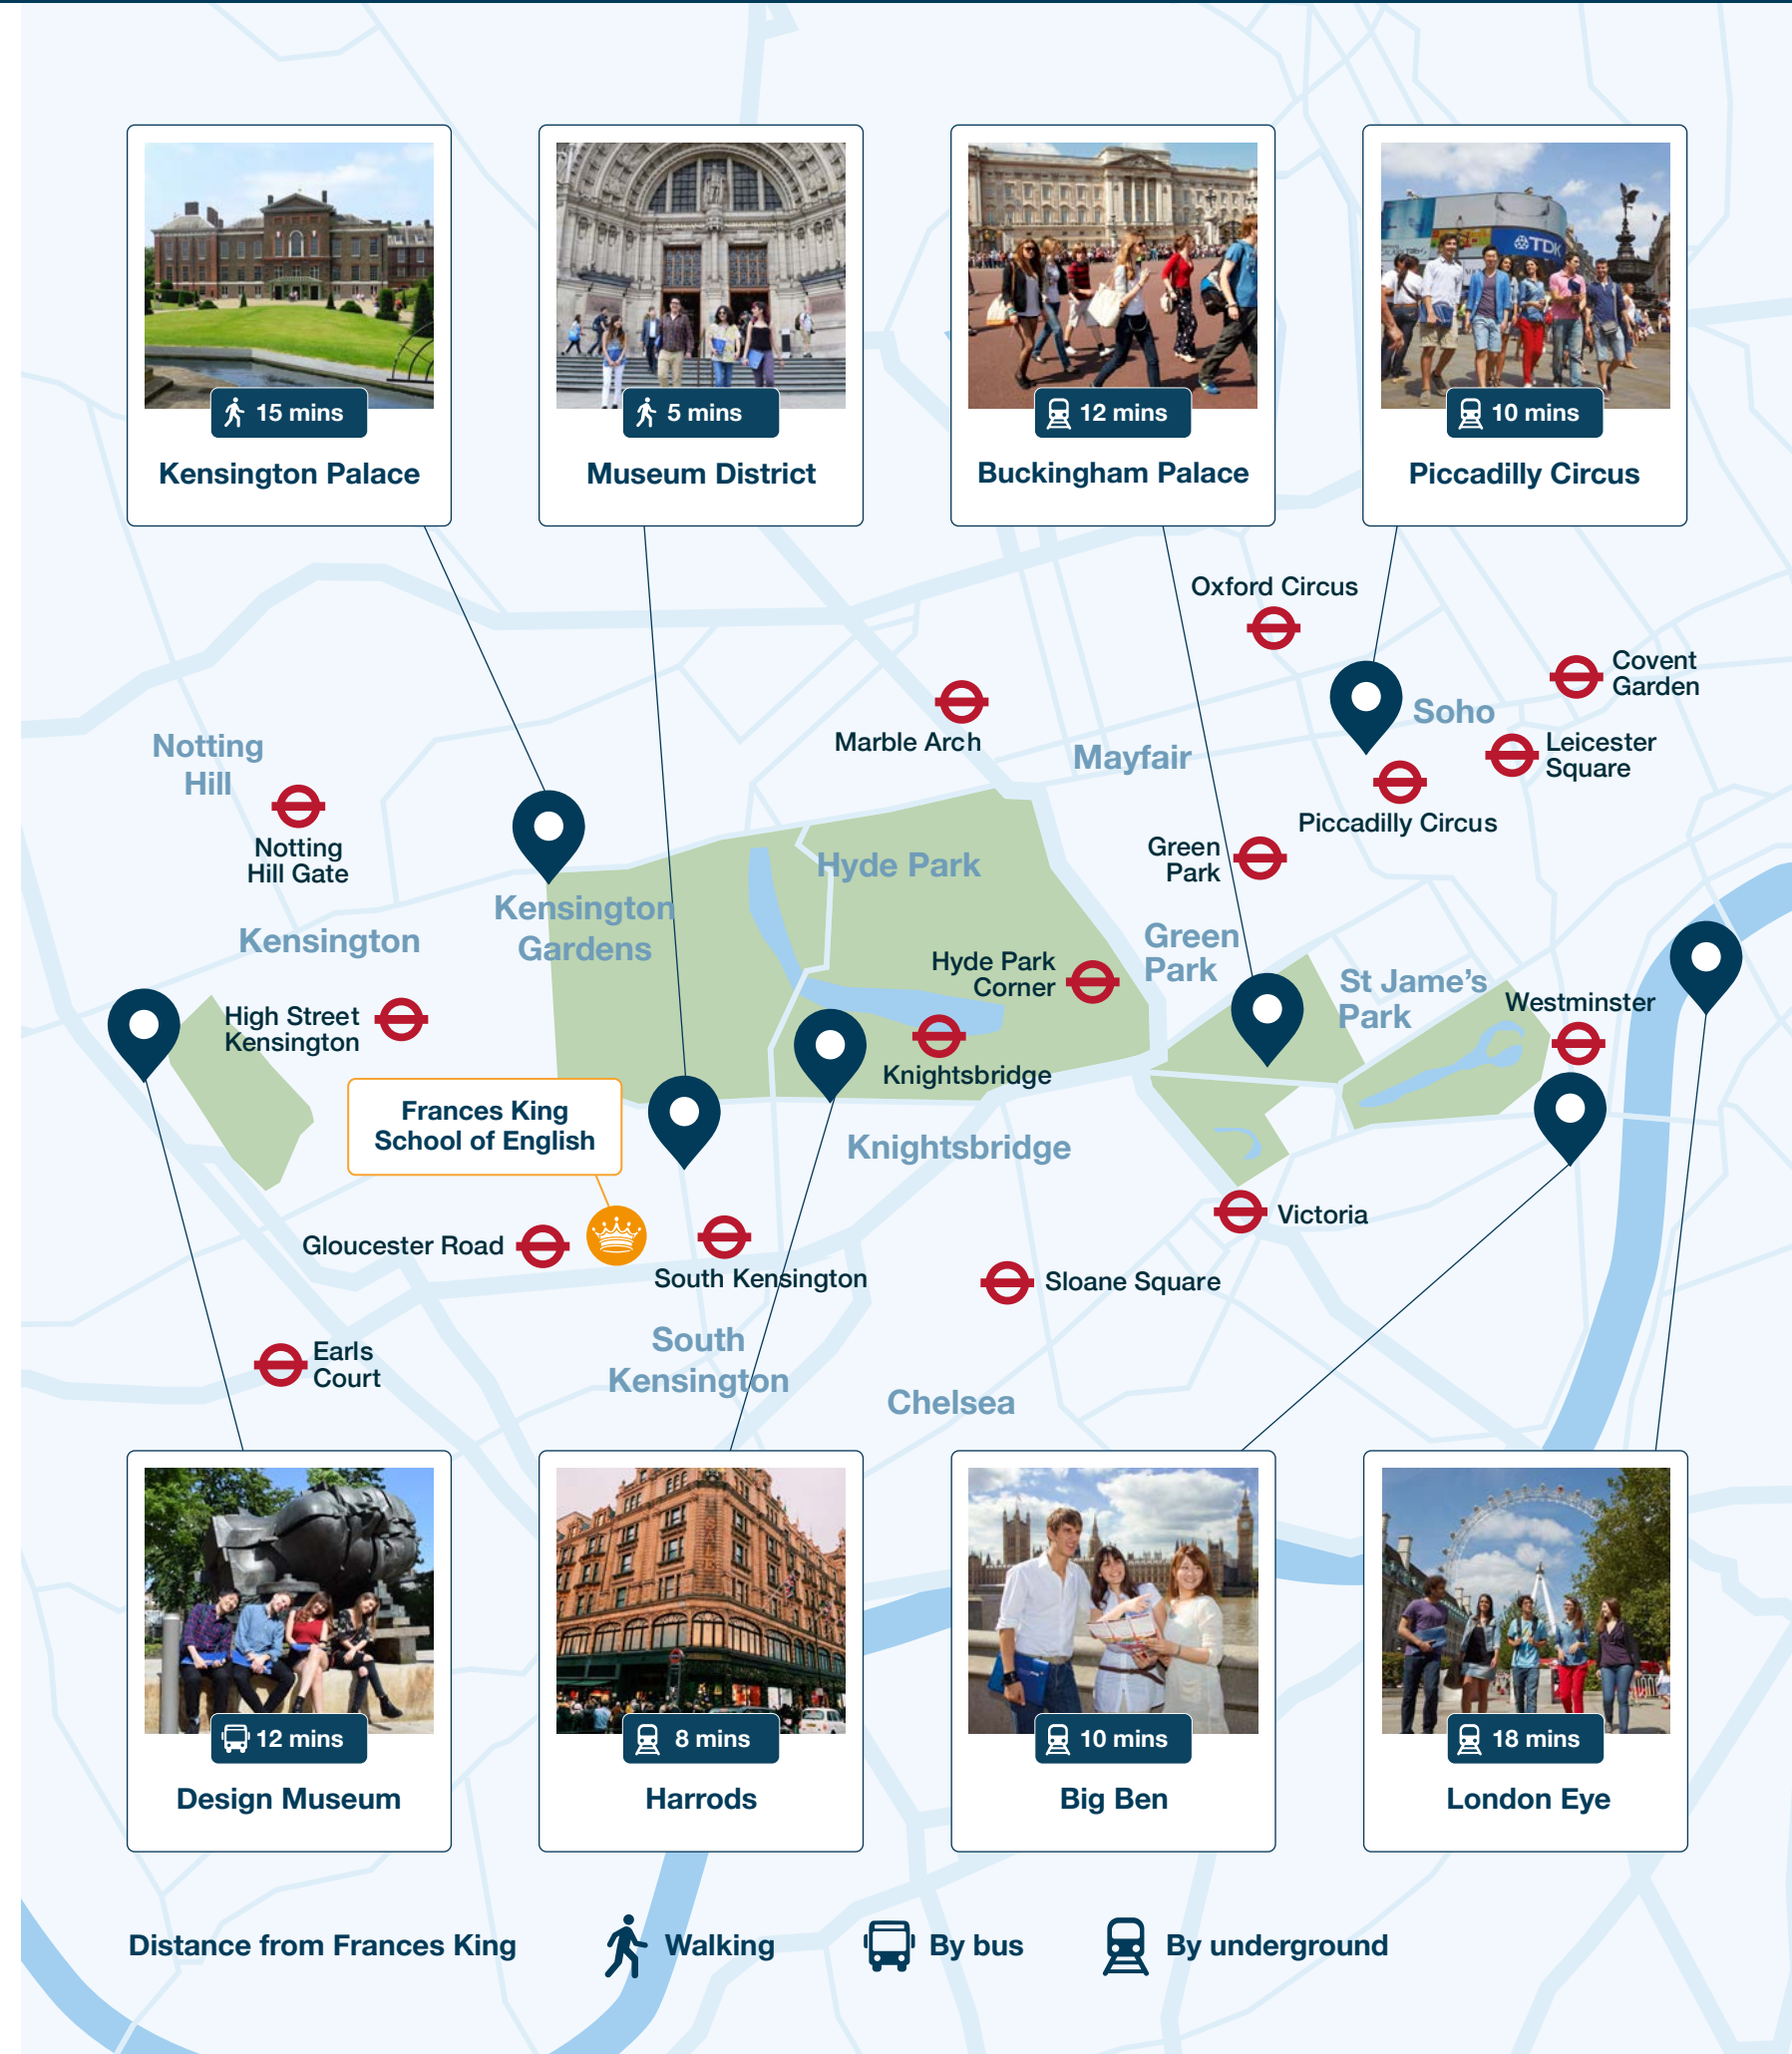 TDK
15 mins
Kensington Palace
5 mins
Museum District
12 mins
Buckingham Palace
10 mins
Piccadilly Circus
Oxford Circus
Covent
Garden
Soho
Leicester
Square
Marble Arch
Mayfair
Piccadilly Circus
Notting
Hill
Notting
Hill Gate
Hyde Park
Green
Park
Kensington
Gardens
Kensington
Green
Park
Hyde Park
Corner
St Jame's
Park
Westminster
High Street
Kensington
Knightsbridge
Frances King
School of English
Knightsbridge
Victoria
Gloucester Road
South Kensington
Sloane Square
South
Kensington
Earls
Court
Chelsea
12 mins
Design Museum
8 mins
Harrods
10 mins
Big Ben
18 mins
London Eye
Distance from Frances King
Walking
By bus
By underground